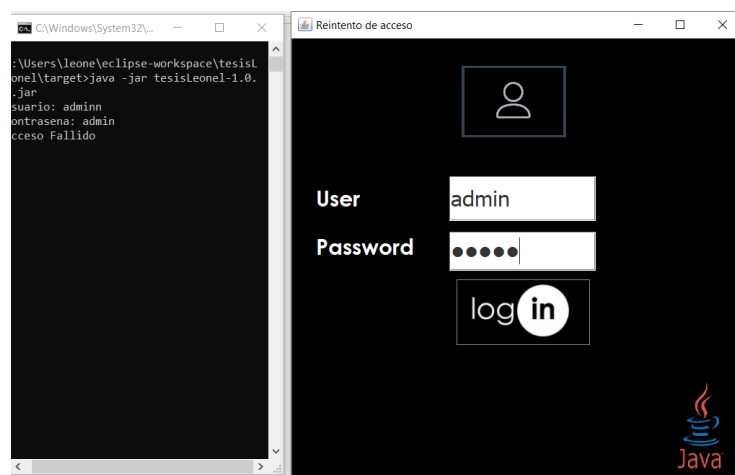 C:\Windows\System32\...
:\Users\leone\eclipse-workspace\tesisL
onel\target>java -jar tesisLeonel-1.0.
.jar
suario: adminn
ontrasena: admin
cceso Fallido
Reintento de acceso
User
admin
Password
●●●●●
log in
Java